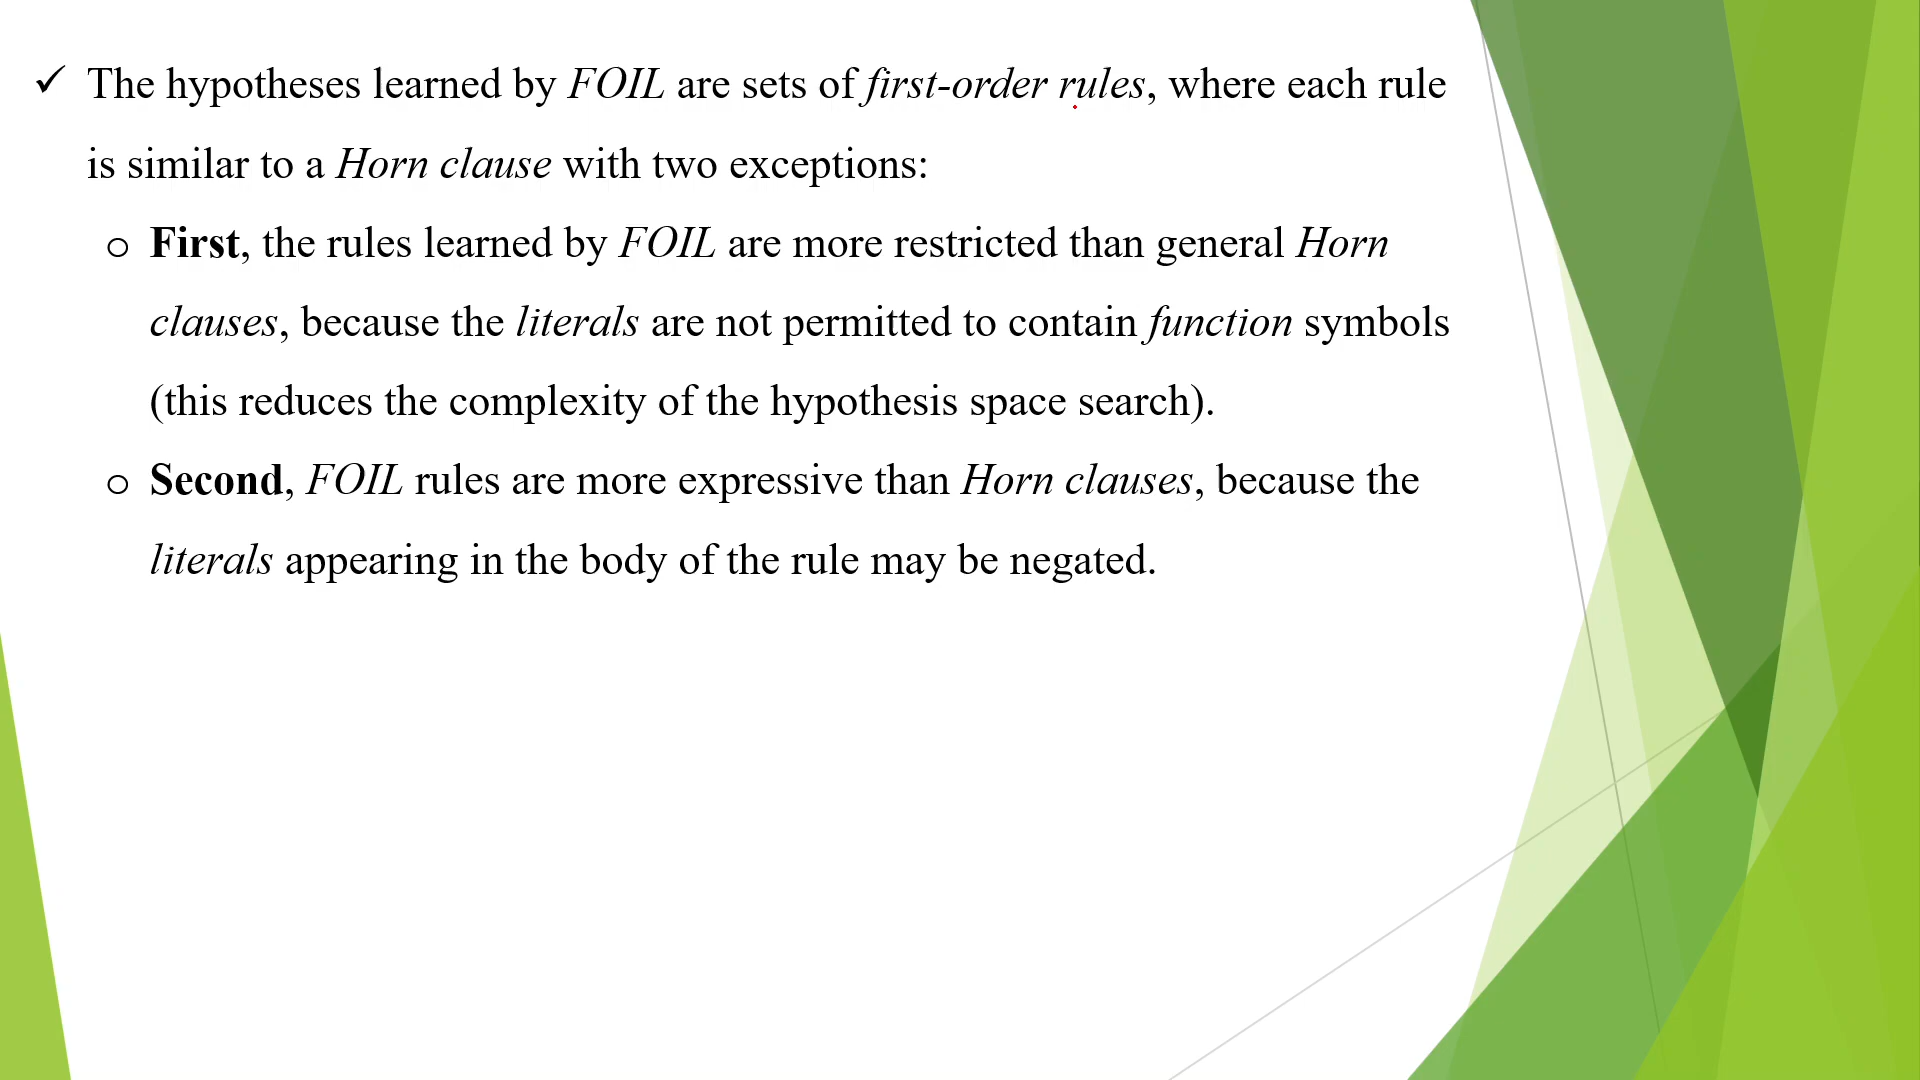 ✓ The hypotheses learned by FOIL are sets of first-order rules, where each rule
is similar to a Horn clause with two exceptions:
o First, the rules learned by FOIL are more restricted than general Horn
clauses, because the literals are not permitted to contain function symbols
(this reduces the complexity of the hypothesis space search).
o Second, FOIL rules are more expressive than Horn clauses, because the
literals appearing in the body of the rule may be negated.